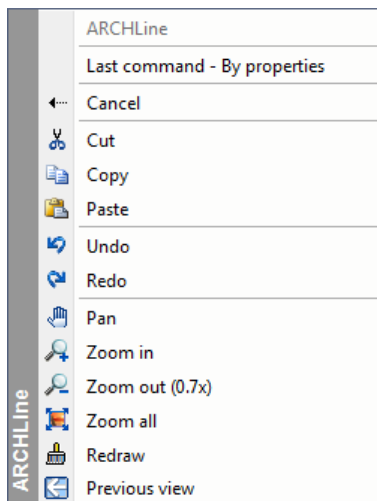 ARCHLine
Last command - By properties
Cancel
Cut
Copy
Paste
Undo
Redo
Pan
Zoom in
Zoom out (0.7x)
Zoom all
Redraw
Previous view
ARCHLIne